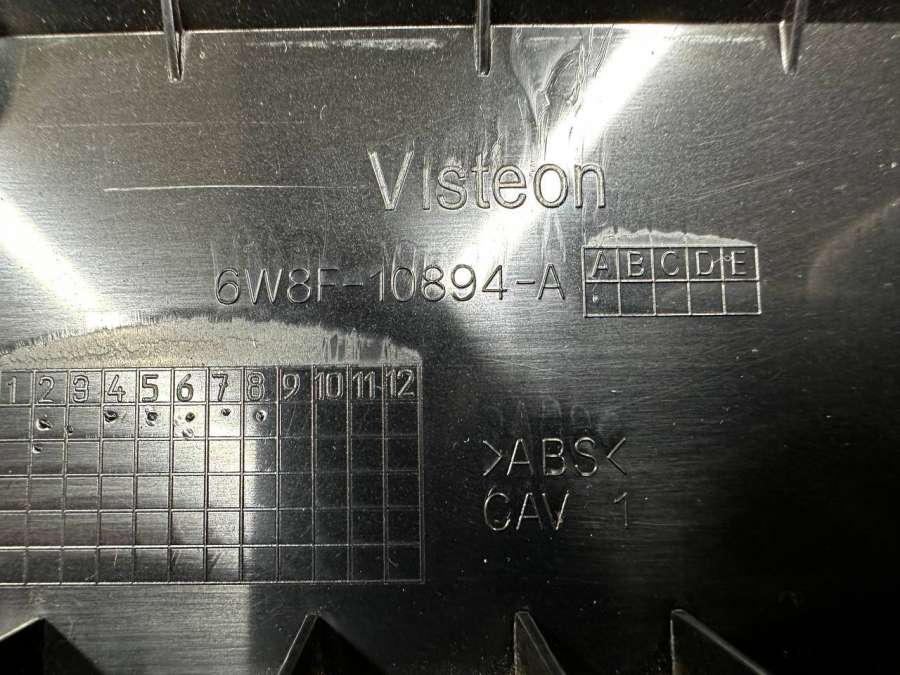 Visteon
6W8F-10894-A
A B C D E
1 2 3 4 5 6 7 8 9 10 11 12
>ABS<
CAV 1